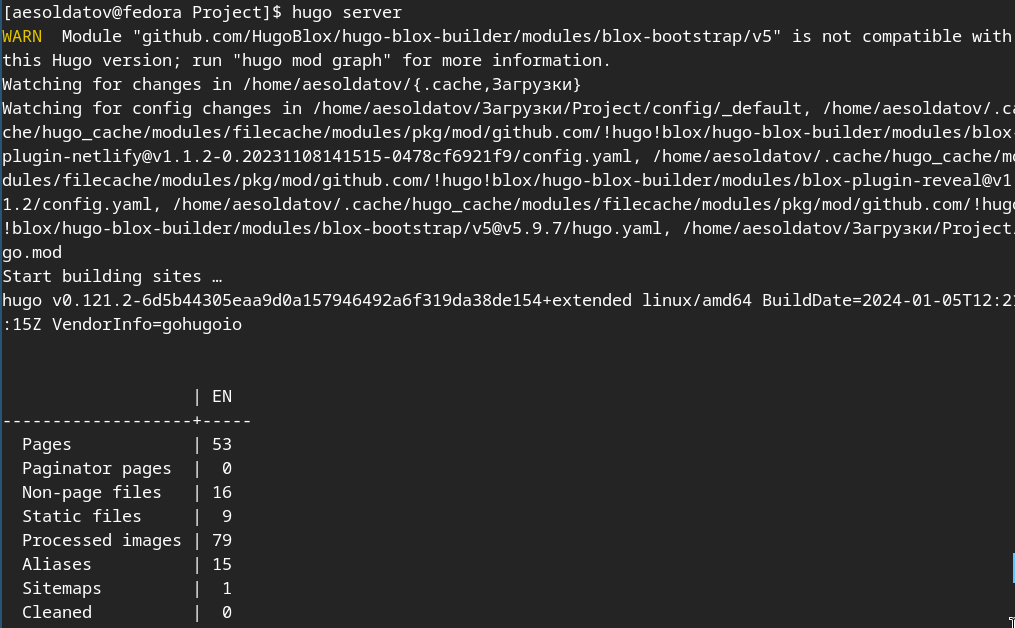 [aesoldatov@fedora Project]$ hugo server
WARN  Module "github.com/HugoBlox/hugo-blox-builder/modules/blox-bootstrap/v5" is not compatible with
this Hugo version; run "hugo mod graph" for more information.
Watching for changes in /home/aesoldatov/{.cache,Загрузки}
Watching for config changes in /home/aesoldatov/Загрузки/Project/config/_default, /home/aesoldatov/.ca
che/hugo_cache/modules/filecache/modules/pkg/mod/github.com/!hugo!blox/hugo-blox-builder/modules/blox-
plugin-netlify@v1.1.2-0.20231108141515-0478cf6921f9/config.yaml, /home/aesoldatov/.cache/hugo_cache/mo
dules/filecache/modules/pkg/mod/github.com/!hugo!blox/hugo-blox-builder/modules/blox-plugin-reveal@v1
1.2/config.yaml, /home/aesoldatov/.cache/hugo_cache/modules/filecache/modules/pkg/mod/github.com/!hugo
!blox/hugo-blox-builder/modules/blox-bootstrap/v5@v5.9.7/hugo.yaml, /home/aesoldatov/Загрузки/Project/
go.mod
Start building sites …
hugo v0.121.2-6d5b44305eaa9d0a157946492a6f319da38de154+extended linux/amd64 BuildDate=2024-01-05T12:21
:15Z VendorInfo=gohugoio
                   | EN
-------------------+-----
  Pages            | 53
  Paginator pages  |  0
  Non-page files   | 16
  Static files     |  9
  Processed images | 79
  Aliases          | 15
  Sitemaps         |  1
  Cleaned          |  0